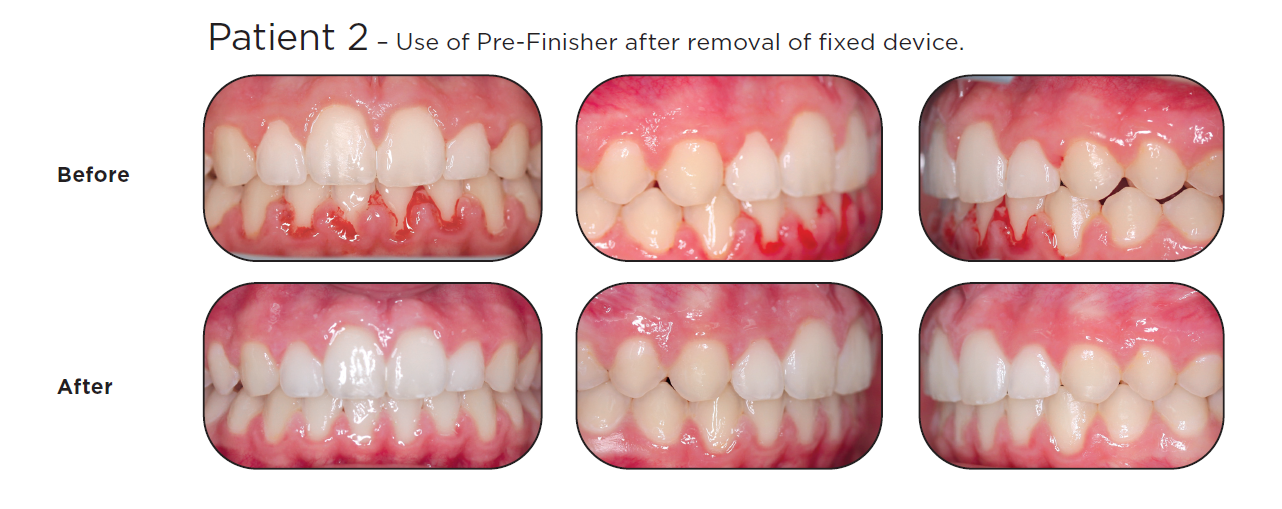 Patient 2 – Use of Pre-Finisher after removal of fixed device.
Before
After